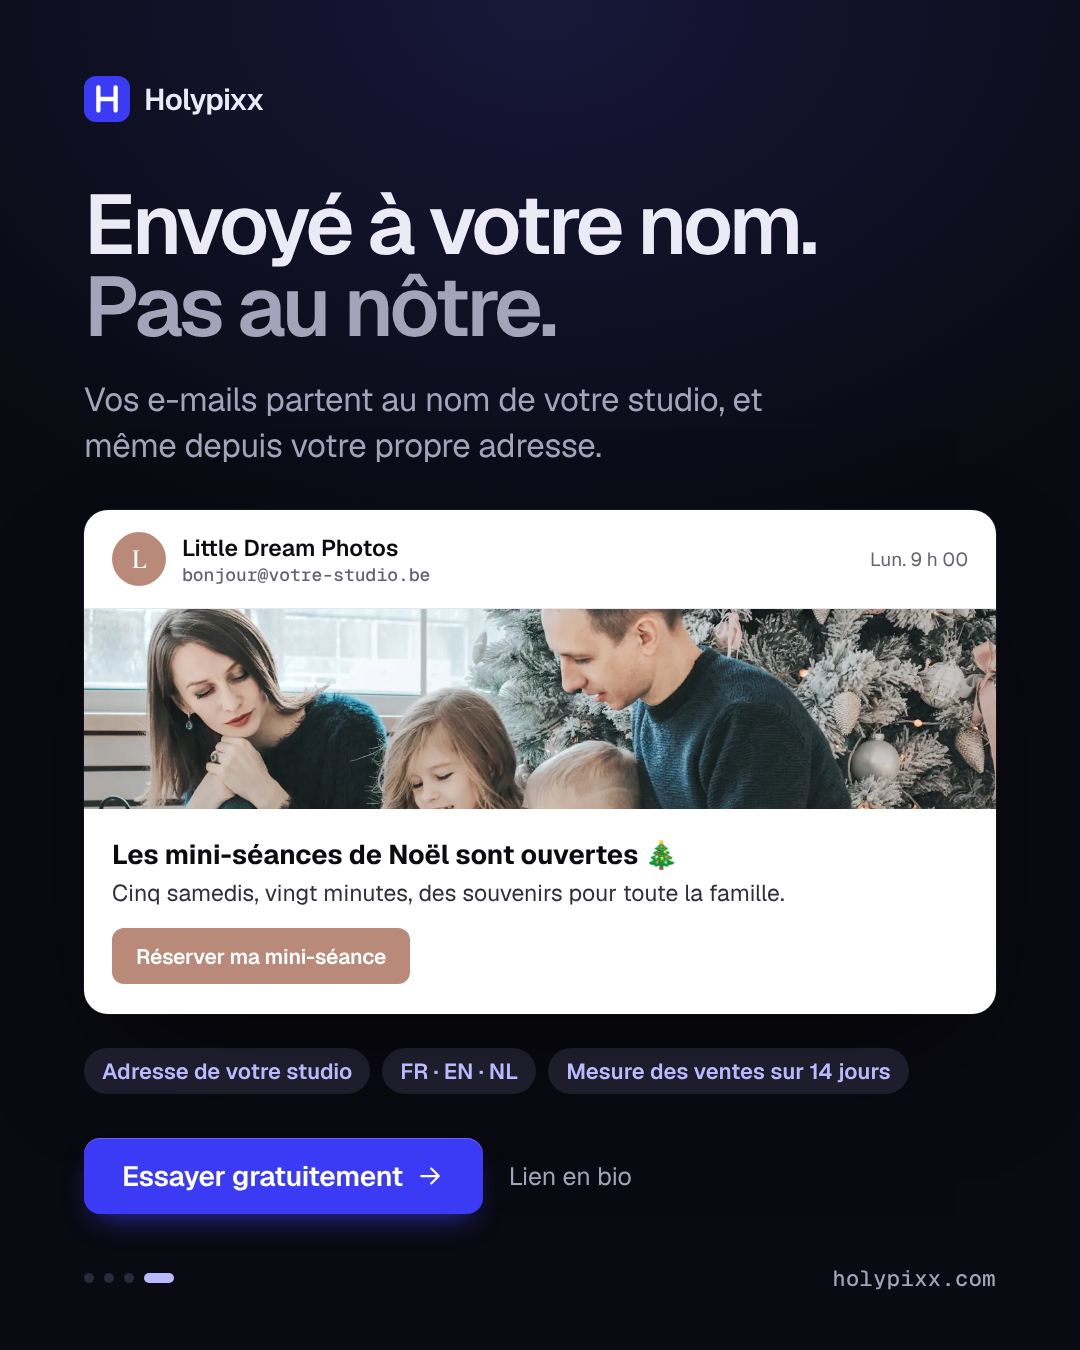 H Holypixx
Envoyé à votre nom.
Pas au nôtre.
Vos e-mails partent au nom de votre studio, et
même depuis votre propre adresse.
L
Little Dream Photos
bonjour@votre-studio.be
Lun. 9 h 00
Les mini-séances de Noël sont ouvertes 🎄
Cinq samedis, vingt minutes, des souvenirs pour toute la famille.
Réserver ma mini-séance
Adresse de votre studio
FR · EN · NL
Mesure des ventes sur 14 jours
Essayer gratuitement →
Lien en bio
holypixx.com